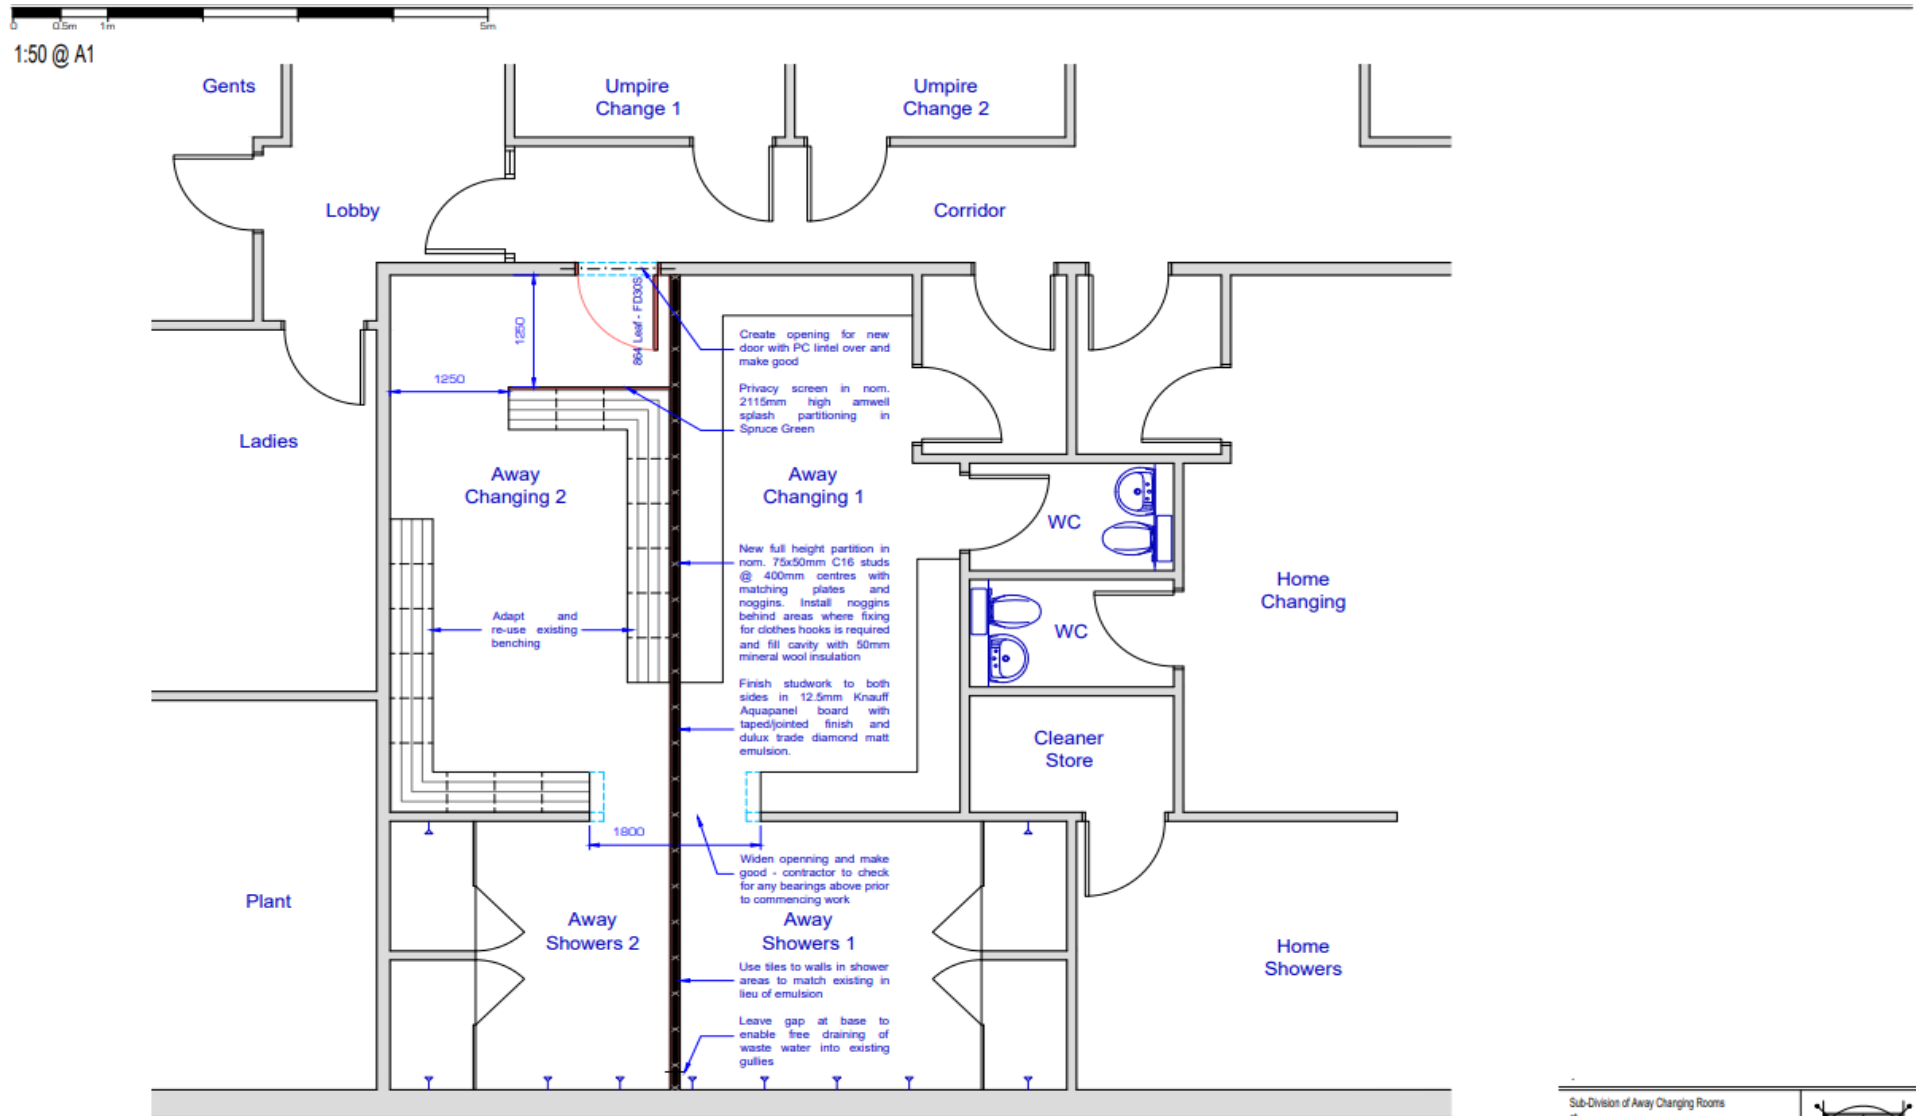 0 0.5m 1m 5m
1:50 @ A1
Gents
Umpire
Change 1
Umpire
Change 2
Lobby
Corridor
1250
864 Leaf - FD30S
1250
Create opening for new
door with PC lintel over and
make good
Privacy screen in nom.
2115mm high amwell
splash partitioning in
Spruce Green
Ladies
Away
Changing 2
Away
Changing 1
WC
New full height partition in
nom. 75x50mm C16 studs
@ 400mm centres with
matching plates and
noggins. Install noggins
behind areas where fixing
for clothes hooks is required
and fill cavity with 50mm
mineral wool insulation
Home
Changing
Adapt and
re-use existing
benching
WC
Finish studwork to both
sides in 12.5mm Knauff
Aquapanel board with
taped/jointed finish and
dulux trade diamond matt
emulsion.
Cleaner
Store
1800
Widen openning and make
good - contractor to check
for any bearings above prior
to commencing work
Plant
Away
Showers 2
Away
Showers 1
Home
Showers
Use tiles to walls in shower
areas to match existing in
lieu of emulsion
Leave gap at base to
enable free draining of
waste water into existing
gullies
Sub-Division of Away Changing Rooms